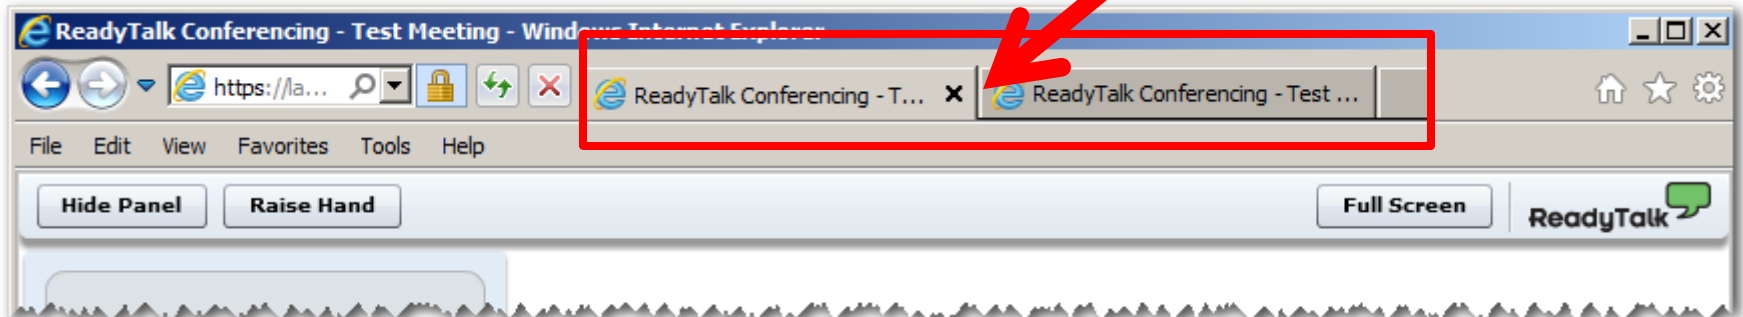 ReadyTalk Conferencing - Test Meeting - Windows Internet Explorer
https://la...
ReadyTalk Conferencing - T...
ReadyTalk Conferencing - Test ...
File Edit View Favorites Tools Help
Hide Panel
Raise Hand
Full Screen
ReadyTalk